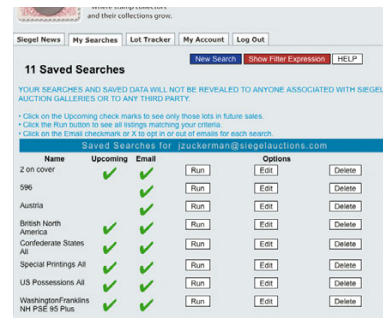 where stamp collectors
and their collections grow.
Siegel News My Searches Lot Tracker My Account Log Out
New Search Show Filter Expression HELP
11 Saved Searches
YOUR SEARCHES AND SAVED DATA WILL NOT BE REVEALED TO ANYONE ASSOCIATED WITH SIEGEL
AUCTION GALLERIES OR TO ANY THIRD PARTY.
• Click on the Upcoming check marks to see only those lots in future sales.
• Click the Run button to see all listings matching your criteria.
• Click on the Email checkmark or X to opt in or out of emails for each search.
Saved Searches for jzuckerman@siegelauctions.com
Name Upcoming Email Options
2 on cover Run Edit Delete
596 Run Edit Delete
Austria Run Edit Delete
British North
America Run Edit Delete
Confederate States
All Run Edit Delete
Special Printings All Run Edit Delete
US Possessions All Run Edit Delete
WashingtonFranklins
NH PSE 95 Plus Run Edit Delete